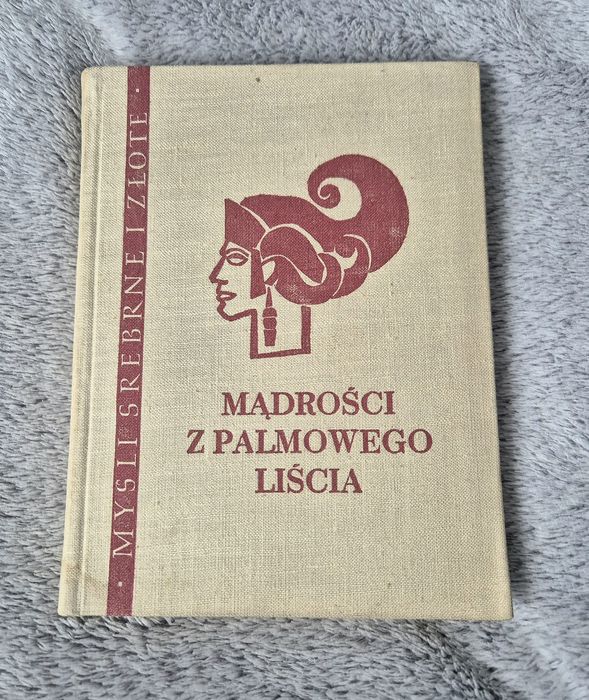 · MYŚLI SREBRNE I ZŁOTE ·
MĄDROŚCI
Z PALMOWEGO
LIŚCIA